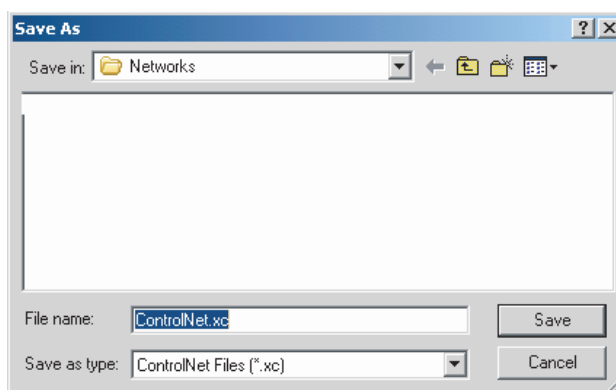 Save As
Save in: Networks
File name: ControlNet.xc Save
Save as type: ControlNet Files (*.xc) Cancel